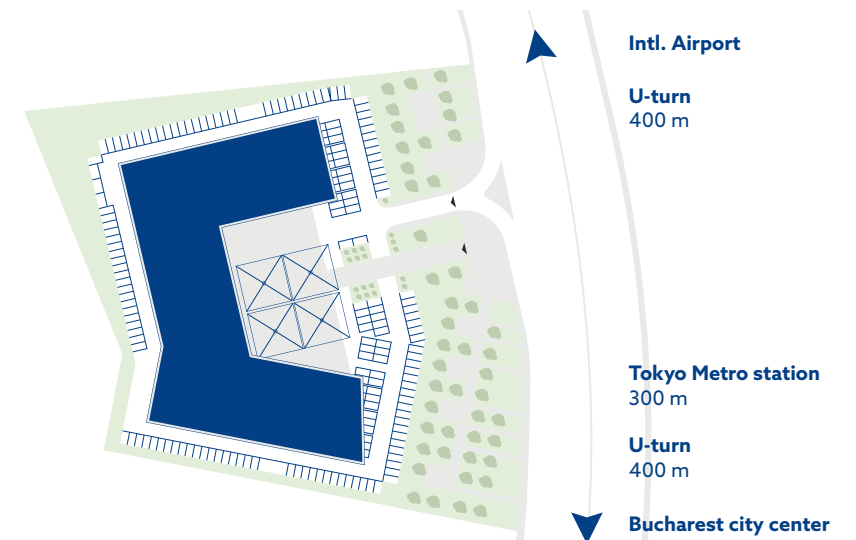 Intl. Airport
U-turn
400 m
Tokyo Metro station
300 m
U-turn
400 m
Bucharest city center